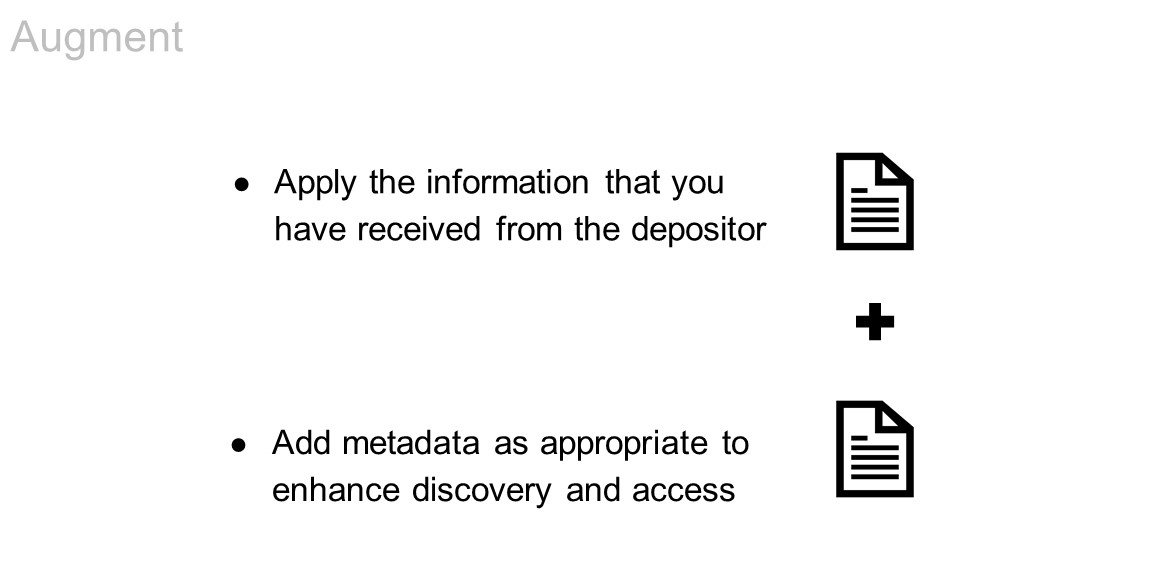 Augment
● Apply the information that you
have received from the depositor
● Add metadata as appropriate to
enhance discovery and access